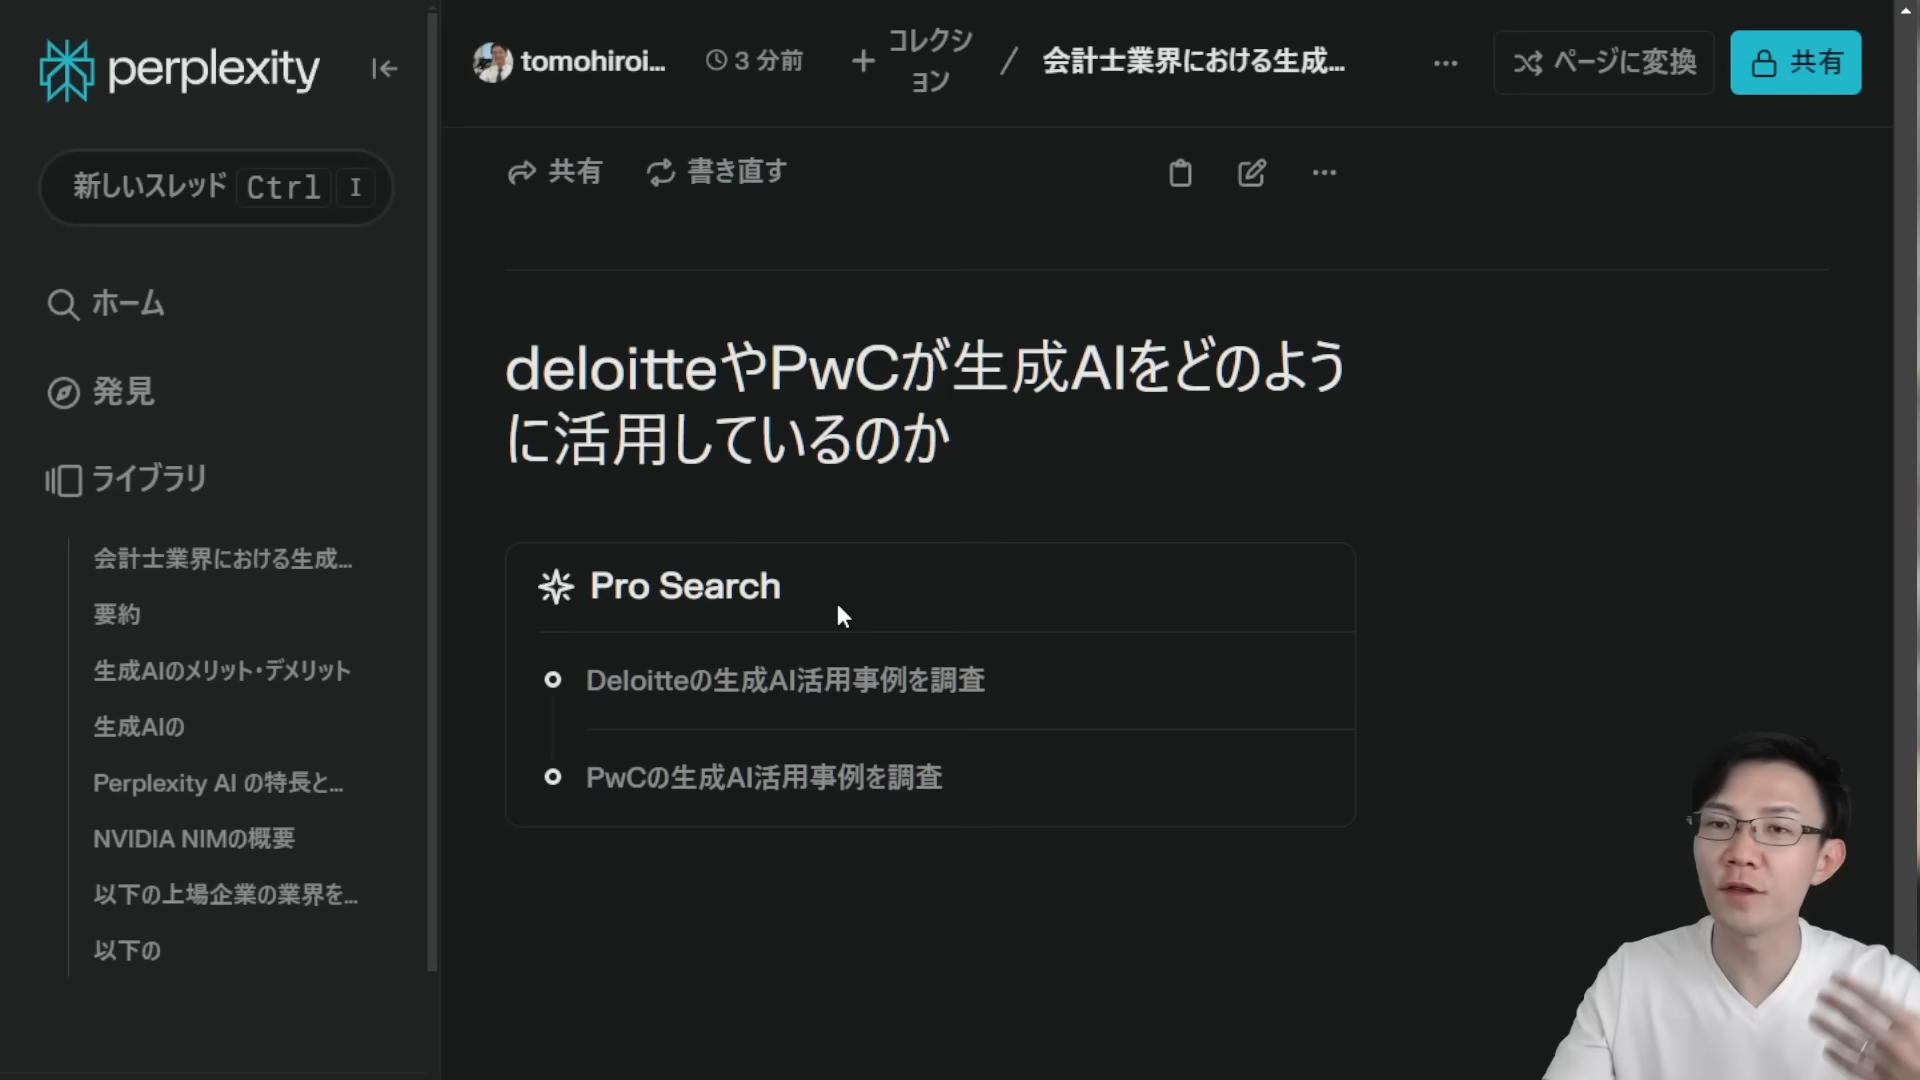 perplexity
新しいスレッド Ctrl I
ホーム
発見
ライブラリ
会計士業界における生成...
要約
生成AIのメリット・デメリット
生成AIの
Perplexity AI の特長と...
NVIDIA NIMの概要
以下の上場企業の業界を...
以下の
tomohiroi...
3 分前
コレクシ
ョン
/ 会計士業界における生成...
ページに変換
共有
共有
書き直す
deloitteやPwCが生成AIをどのよう
に活用しているのか
Pro Search
Deloitteの生成AI活用事例を調査
PwCの生成AI活用事例を調査